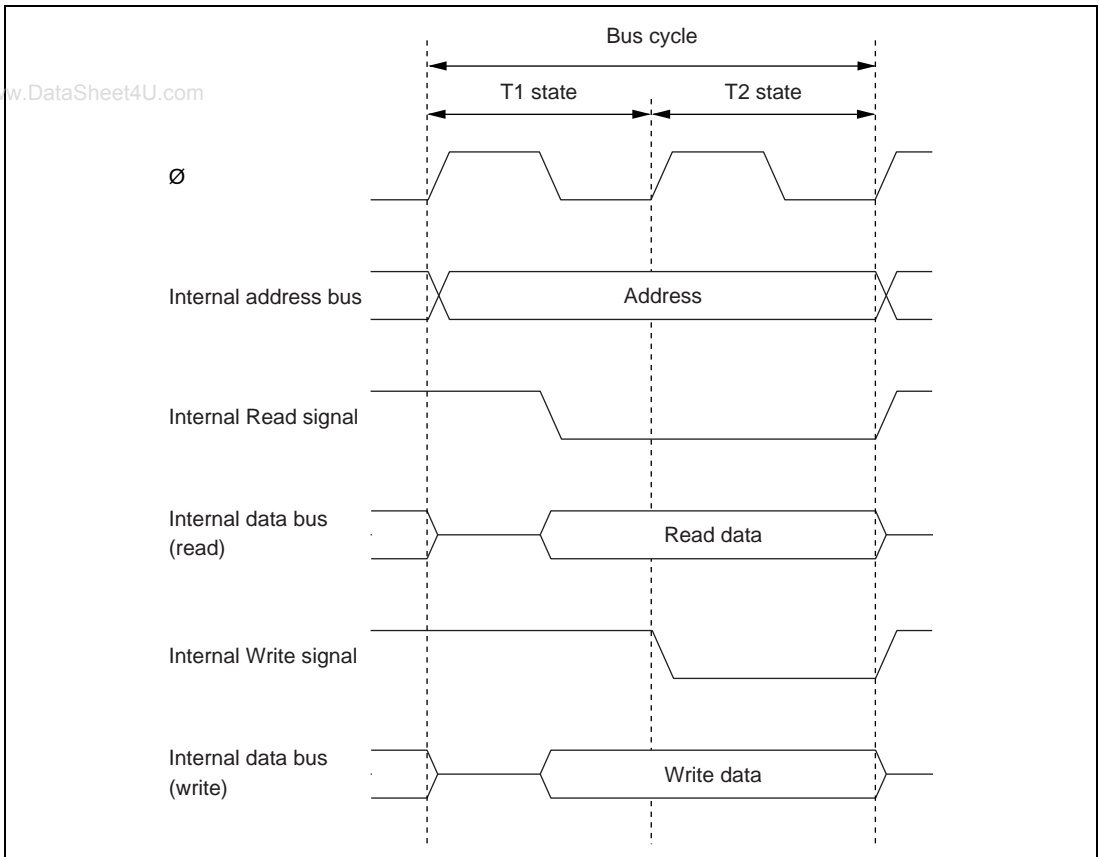 Bus cycle
w.DataSheet4U.com
T1 state
T2 state
Ø
Internal address bus
Address
Internal Read signal
Internal data bus
(read)
Read data
Internal Write signal
Internal data bus
(write)
Write data